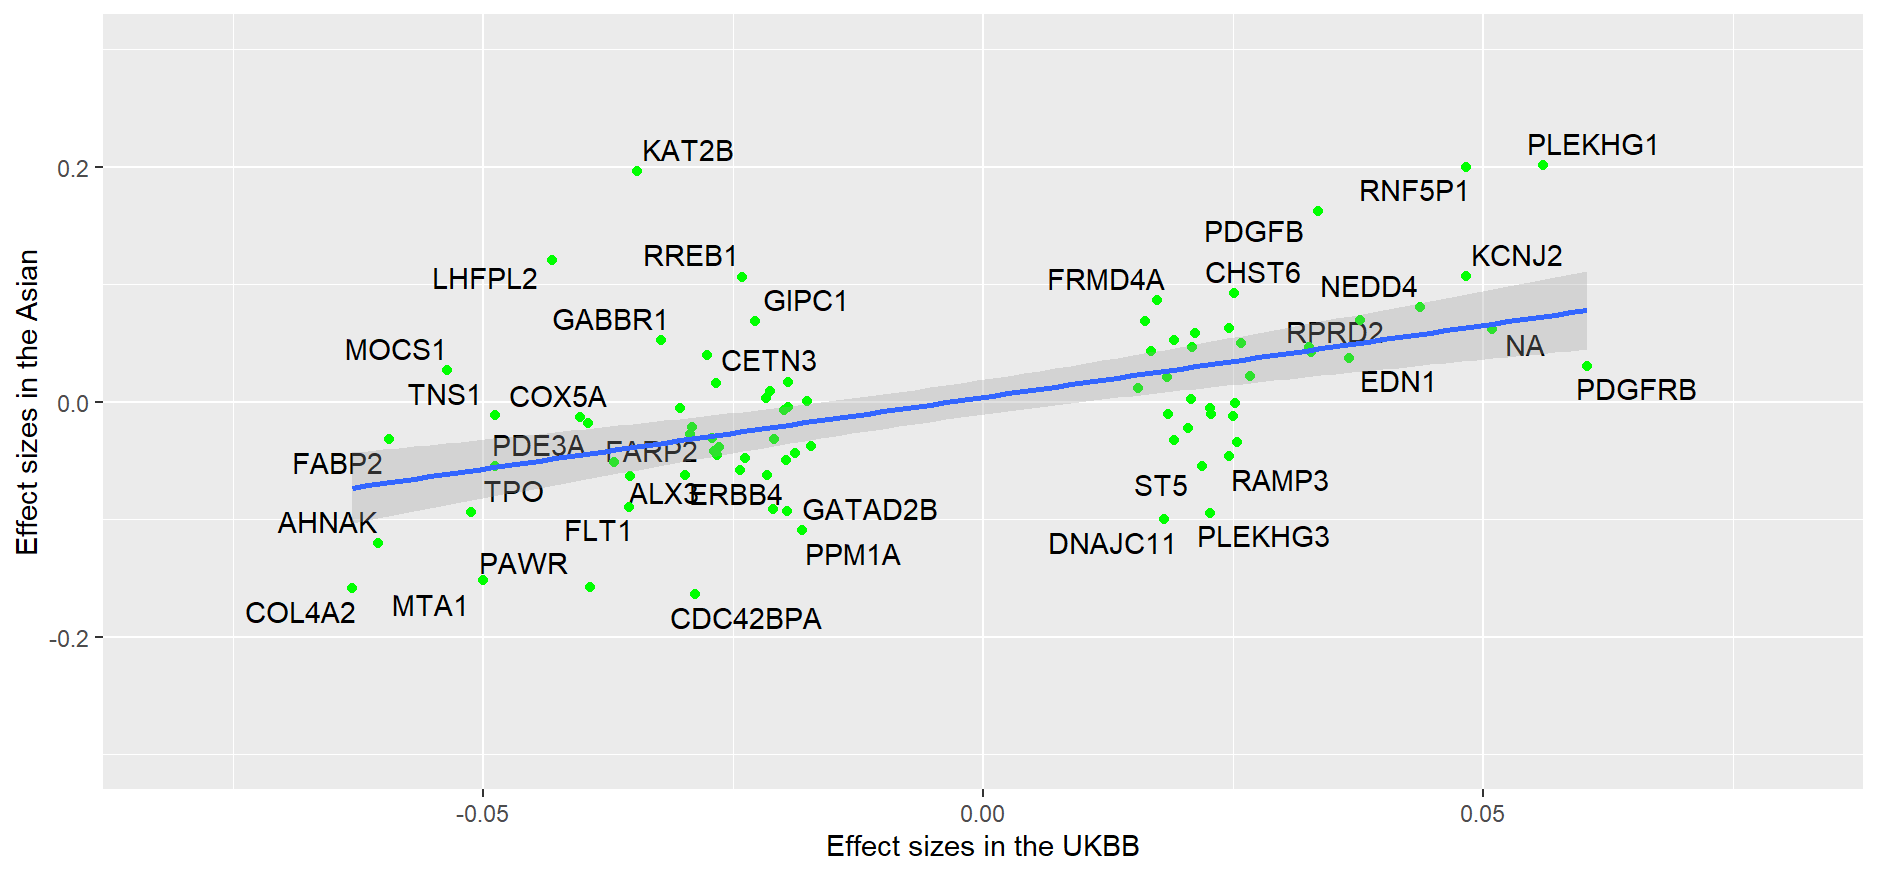 PLEKHG1
KAT2B
0.2
RNF5P1
PDGFB
RREB1
KCNJ2
CHST6
LHFPL2
FRMD4A
NEDD4
GIPC1
GABBR1
RPRD2
NA
MOCS1
CETN3
EDN1
PDGFRB
TNS1
COX5A
0.0
PDE3A
FARP2
FABP2
RAMP3
ST5
TPO
ALX3
ERBB4
GATAD2B
AHNAK
FLT1
PLEKHG3
DNAJC11
PPM1A
PAWR
MTA1
COL4A2
CDC42BPA
-0.2
Effect sizes in the Asian
-0.05
0.00
0.05
Effect sizes in the UKBB